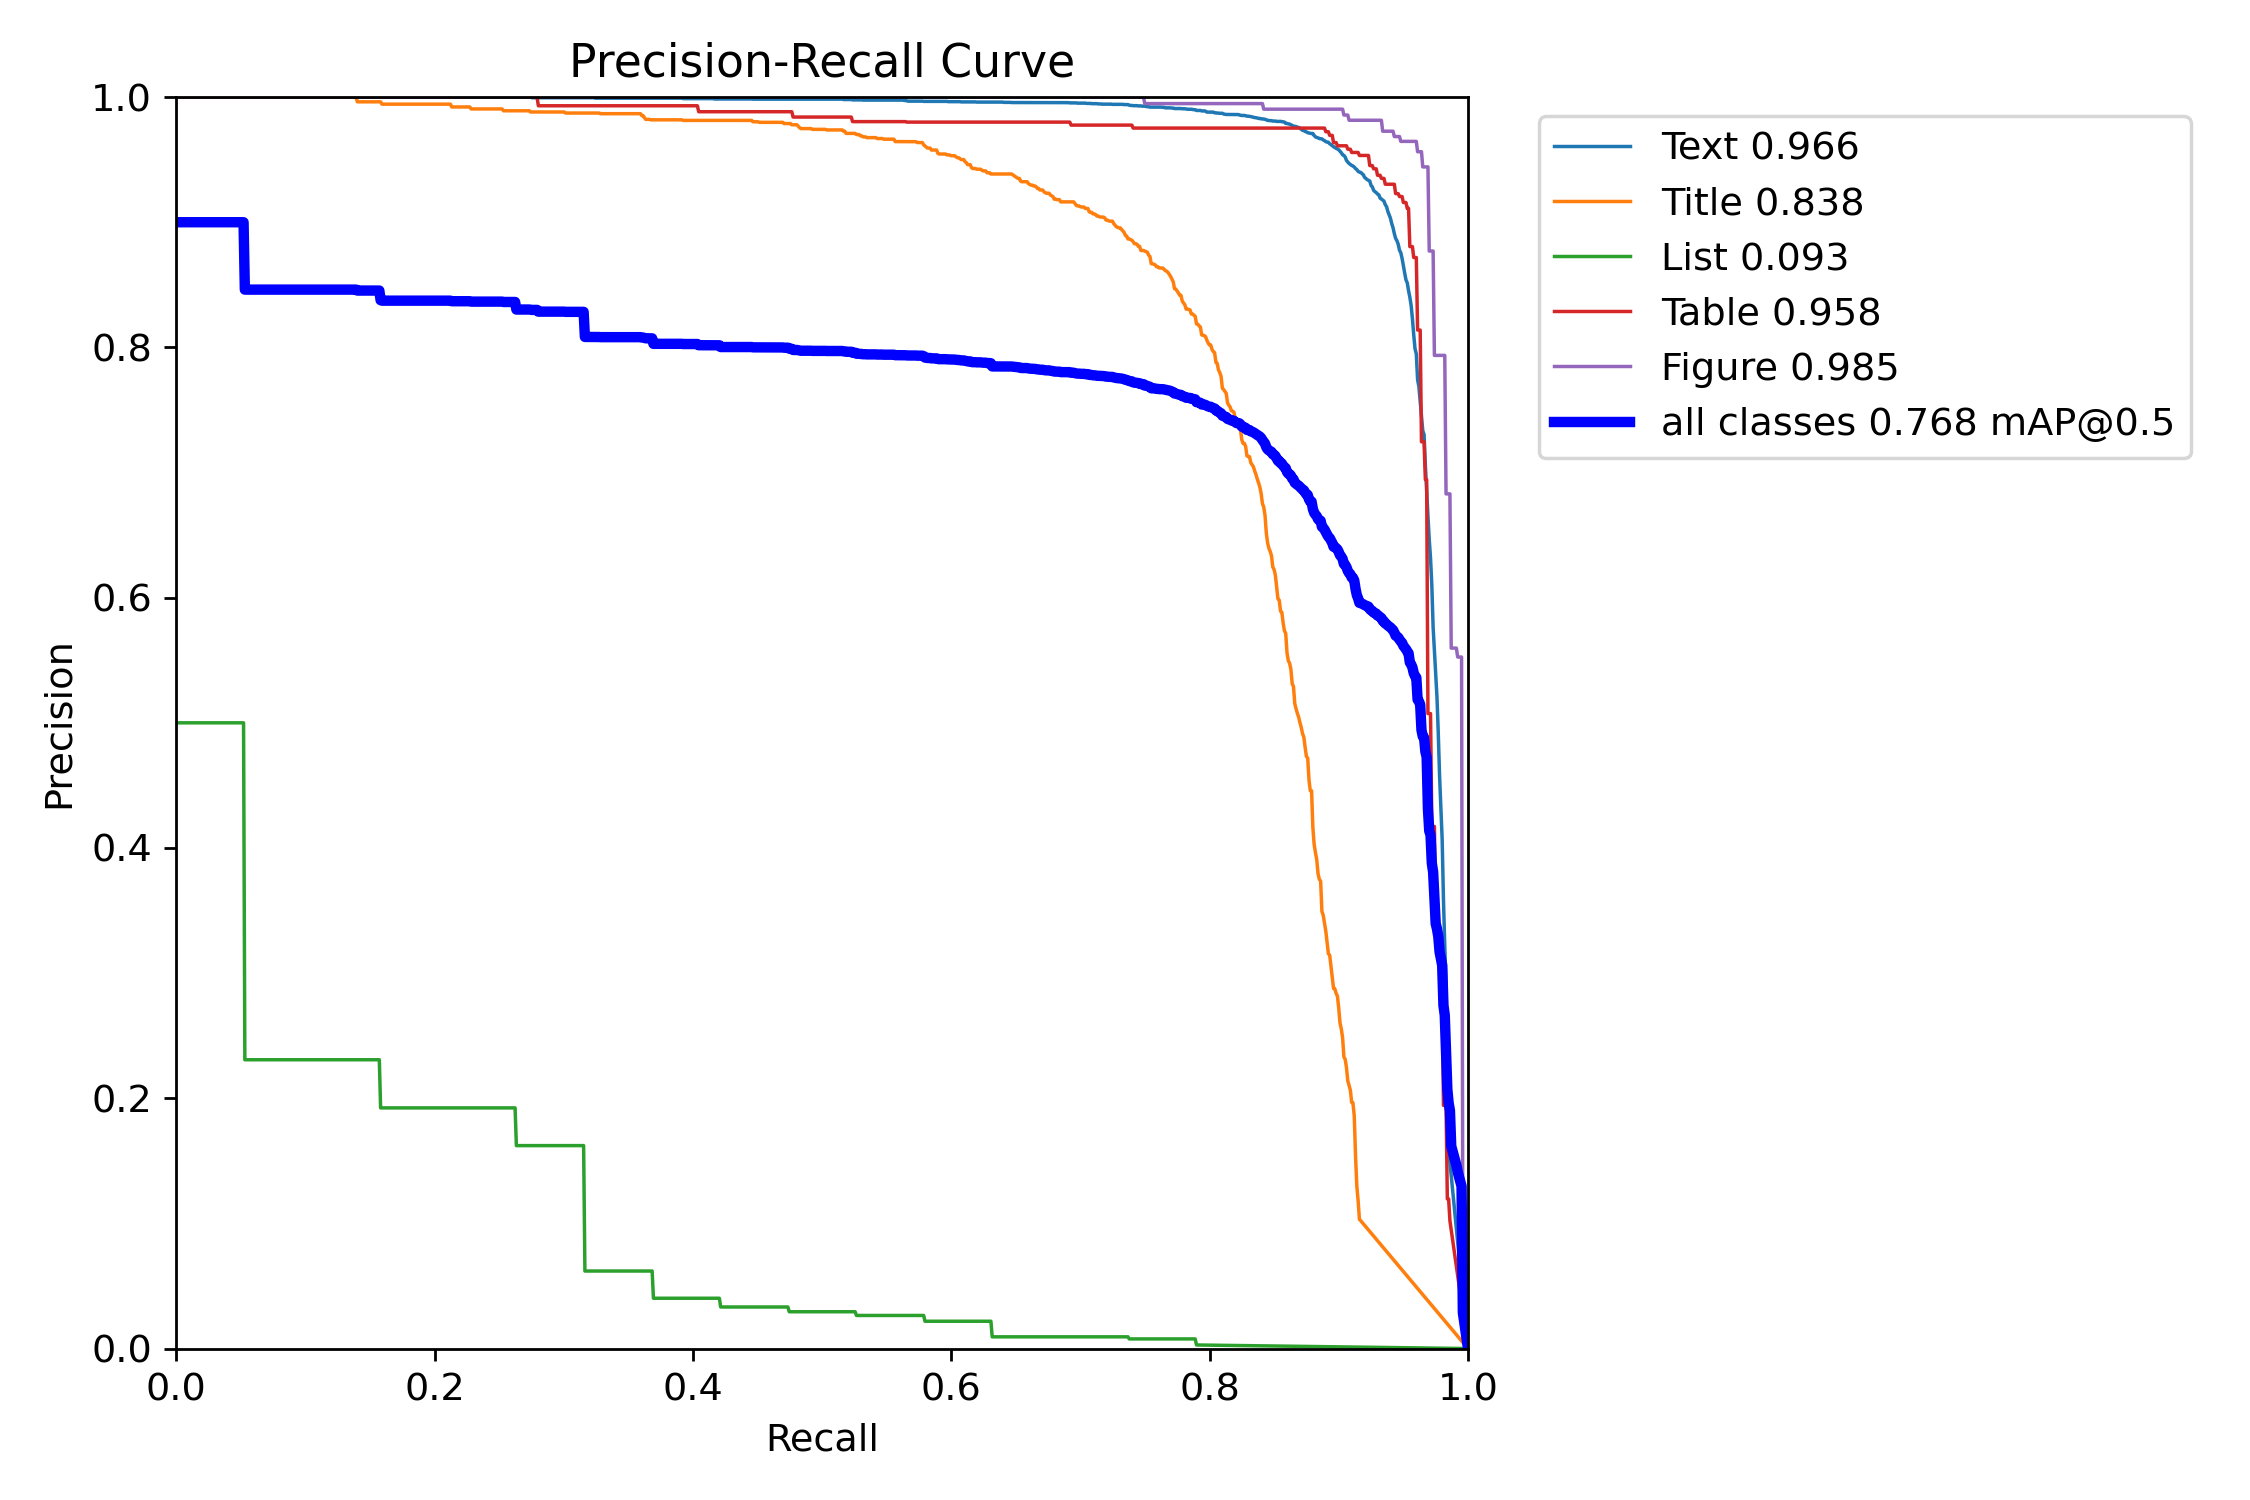 Precision-Recall Curve
1.0
0.8
0.6
0.4
0.2
0.0
Precision
0.0 0.2 0.4 0.6 0.8 1.0
Recall
Text 0.966
Title 0.838
List 0.093
Table 0.958
Figure 0.985
all classes 0.768 mAP@0.5